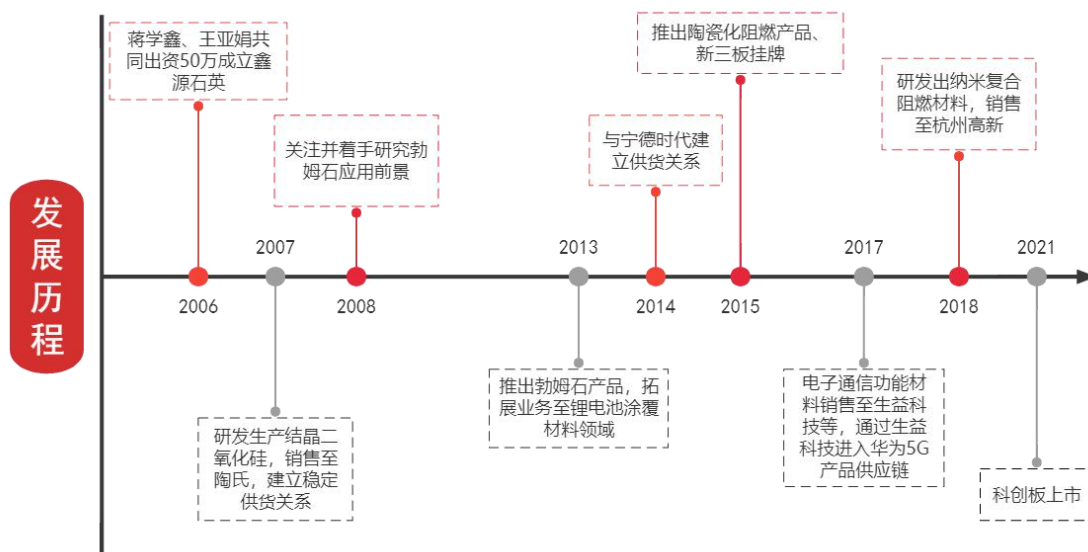 发展历程
蒋学鑫、王亚娟共
同出资50万成立鑫
源石英
2006
2007
研发生产结晶二
氧化硅，销售至
陶氏，建立稳定
供货关系
关注并着手研究勃
姆石应用前景
2008
2013
推出勃姆石产品，拓
展业务至锂电池涂覆
材料领域
与宁德时代建
立供货关系
2014
推出陶瓷化阻燃产品、
新三板挂牌
2015
2017
电子通信功能材
料销售至生益科
技等，通过生益
科技进入华为5G
产品供应链
研发出纳米复合
阻燃材料，销售
至杭州高新
2018
2021
科创板上市